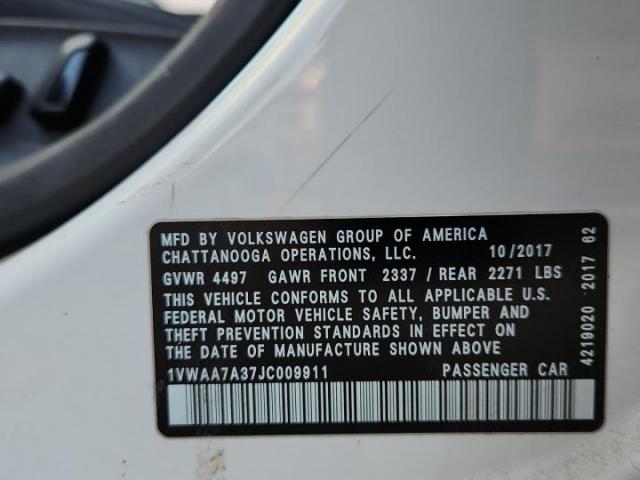 MFD BY VOLKSWAGEN GROUP OF AMERICA
CHATTANOOGA OPERATIONS, LLC. 10/2017
GVWR 4497 GAWR FRONT 2337 / REAR 2271 LBS
THIS VEHICLE CONFORMS TO ALL APPLICABLE U.S.
FEDERAL MOTOR VEHICLE SAFETY, BUMPER AND
THEFT PREVENTION STANDARDS IN EFFECT ON
THE DATE OF MANUFACTURE SHOWN ABOVE
1VWAA7A37JC009911 PASSENGER CAR
4219020 2017 62